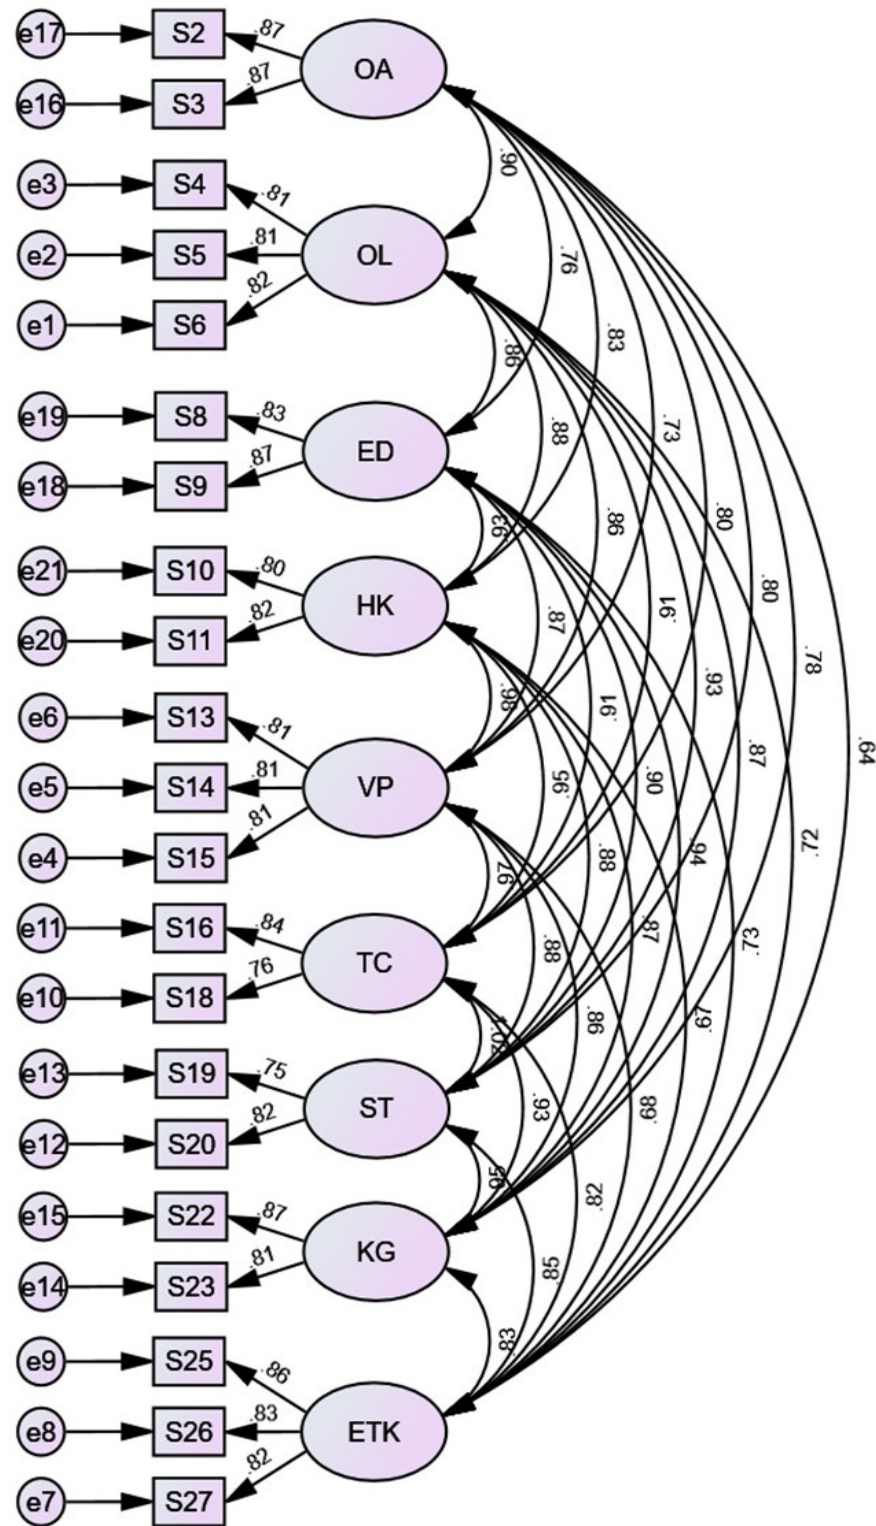 e17 S2 .87 OA
e16 S3 .87
.90
e3 S4 .81
e2 S5 .81 OL .76
e1 S6 .82 .83
.86
e19 S8 .83 .88 .73
e18 S9 .87 ED
.93 .86 .80
e21 S10 .80
HK .91 .80
e20 S11 .82 .87
.78
e6 S13 .81 .98 .91 .93
.64
e5 S14 .81 VP .95 .90 .87
e4 S15 .81 .88 .94 .72
.97
e11 S16 .84 .87 .73
TC .88
e10 S18 .76 .86 .79
1.02
e13 S19 .75 .93 .68
ST
e12 S20 .82 .95
.82
e15 S22 .87
KG .85
e14 S23 .81
.83
e9 S25 .86
e8 S26 .83 ETK
e7 S27 .82